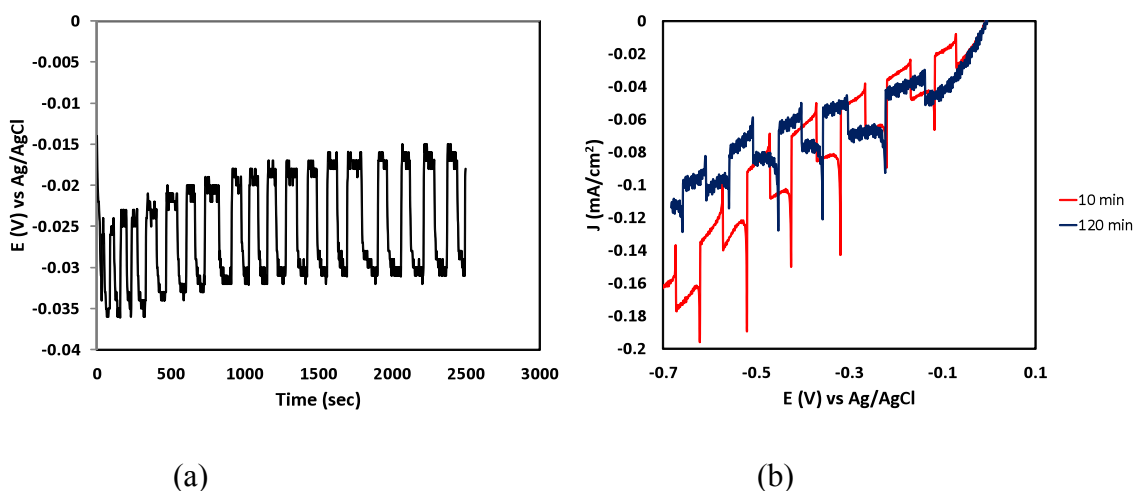 0
-0.005
-0.01
-0.015
-0.02
-0.025
-0.03
-0.035
-0.04
E (V) vs Ag/AgCl
0 500 1000 1500 2000 2500 3000
Time (sec)
(a)
0
-0.02
-0.04
-0.06
-0.08
-0.1
-0.12
-0.14
-0.16
-0.18
-0.2
J (mA/cm²)
-0.7 -0.5 -0.3 -0.1 0.1
E (V) vs Ag/AgCl
10 min
120 min
(b)